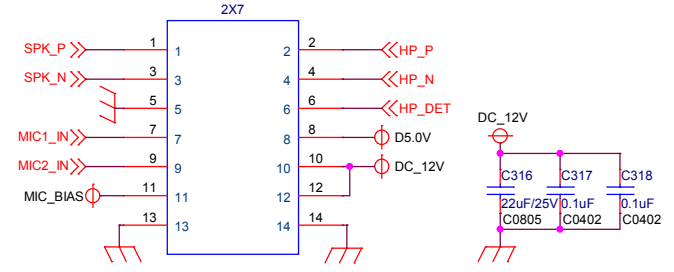 2X7
SPK_P 1 1 2 2 HP_P
SPK_N 3 3 4 4 HP_N
5 5 6 6 HP_DET
MIC1_IN 7 7 8 8 D5.0V
MIC2_IN 9 9 10 10 DC_12V
MIC_BIAS 11 11 12 12
13 13 14 14
DC_12V
C316 C317 C318
22uF/25V 0.1uF 0.1uF
C0805 C0402 C0402